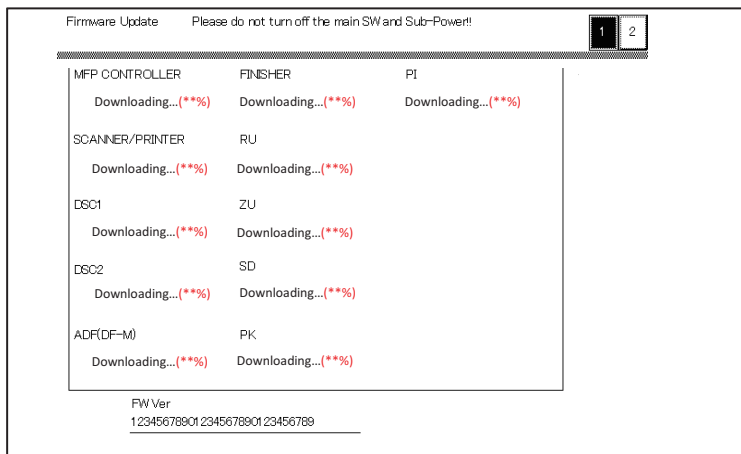 Firmware Update Please do not turn off the main SW and Sub-Power!! 1 2
MFP CONTROLLER FINISHER PI
Downloading...(**%) Downloading...(**%) Downloading...(**%)
SCANNER/PRINTER RU
Downloading...(**%) Downloading...(**%)
DSC1 ZU
Downloading...(**%) Downloading...(**%)
DSC2 SD
Downloading...(**%) Downloading...(**%)
ADF(DF-M) PK
Downloading...(**%) Downloading...(**%)
FW Ver
12345678901234567890123456789